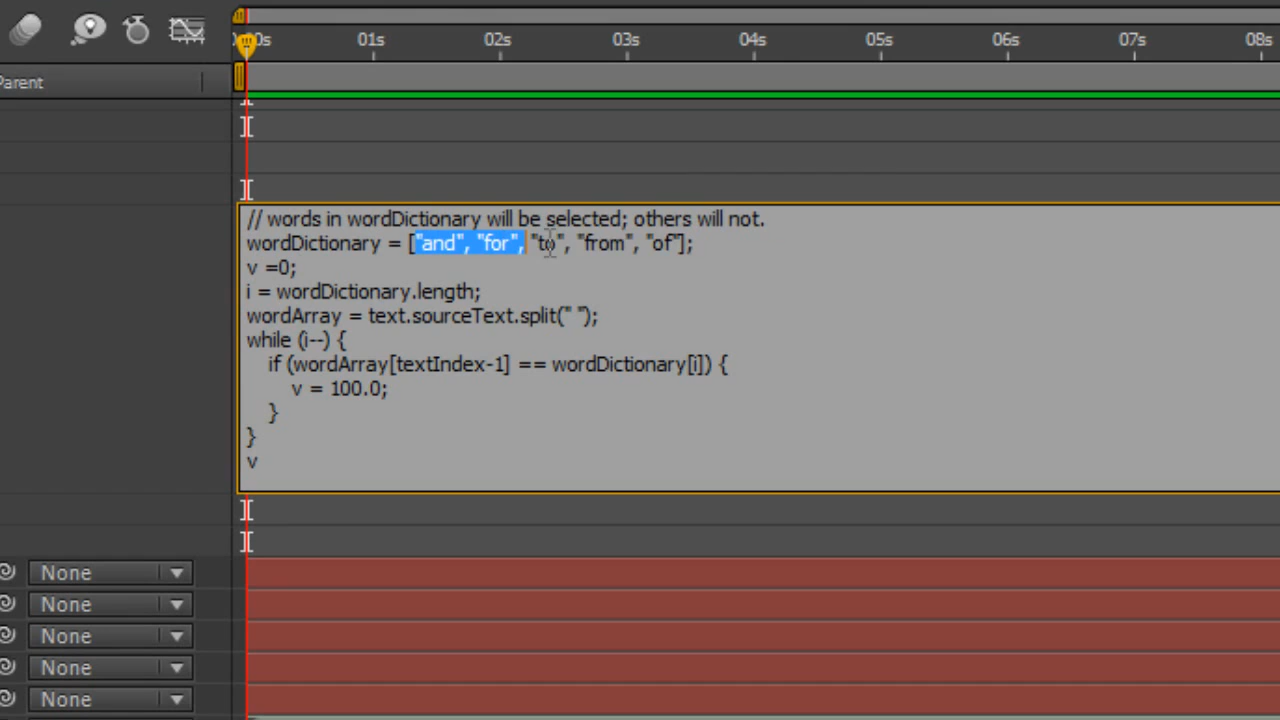 0s 01s 02s 03s 04s 05s 06s 07s 08s
Parent
// words in wordDictionary will be selected; others will not.
wordDictionary = ["and", "for", "to", "from", "of"];
v =0;
i = wordDictionary.length;
wordArray = text.sourceText.split(" ");
while (i--) {
if (wordArray[textIndex-1] == wordDictionary[i]) {
v = 100.0;
}
}
v
None
None
None
None
None